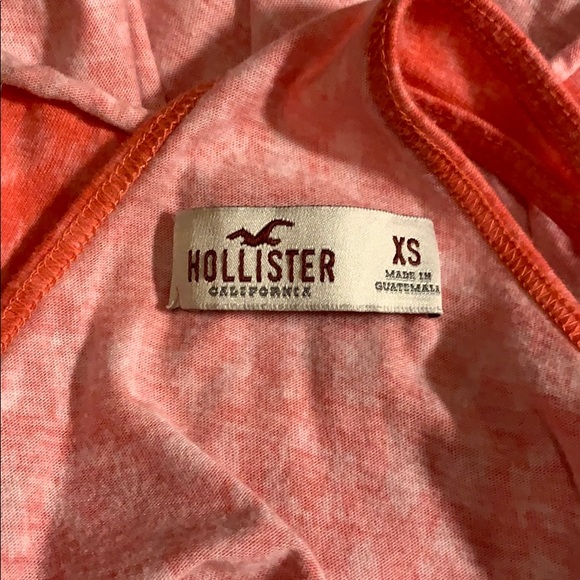 HOLLISTER
CALIFORNIA
XS
MADE IN
GUATEMALA